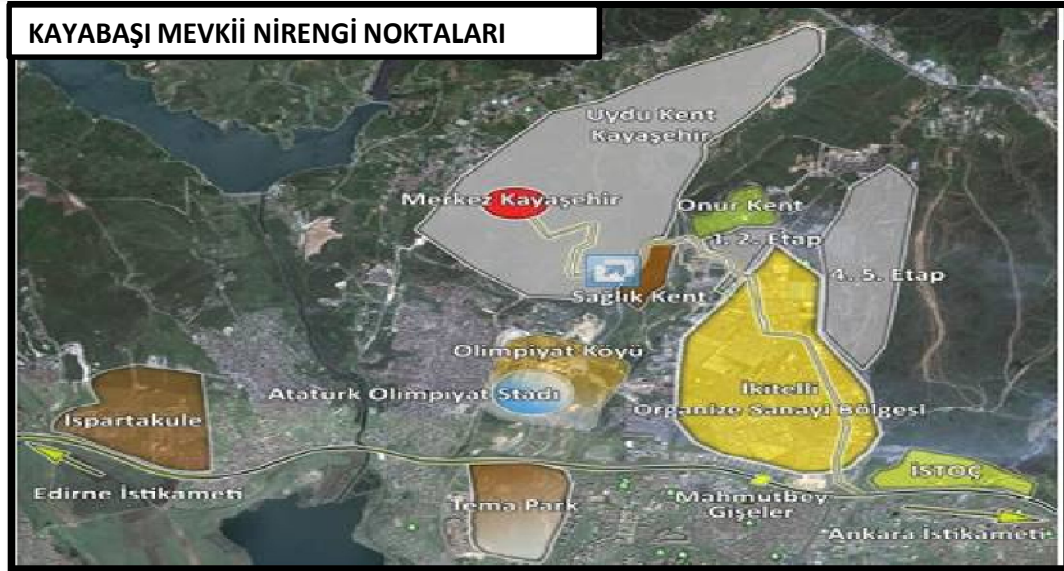 KAYABAŞI MEVKİİ NİRENGİ NOKTALARI
Uydu Kent
Kayaşehir
Merkez Kayaşehir
Onur Kent
1. 2. Etap
4. 5. Etap
Sağlık Kent
Olimpiyat Köyü
Atatürk Olimpiyat Stadı
İkitelli
Organize Sanayi Bölgesi
Ispartakule
İSTOÇ
Edirne İstikameti
Tema Park
Mahmutbey
Gişeler
Ankara İstikameti